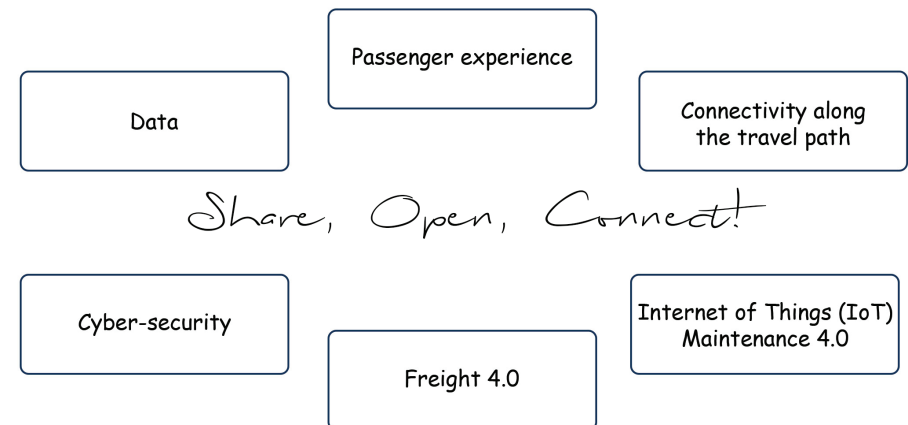 Passenger experience
Data
Connectivity along
the travel path
Share, Open, Connect!
Cyber-security
Internet of Things (IoT)
Maintenance 4.0
Freight 4.0